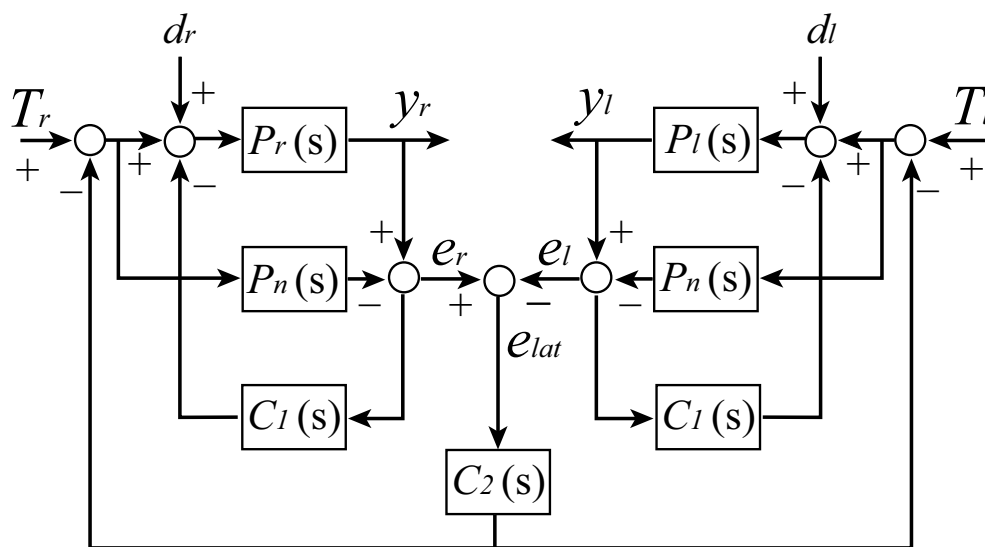 dr
dl
Tr
+
−
+
+
−
Pr(s)
yr
yl
Pl(s)
+
−
+
−
+
Pn(s)
−
+
er
+
elat
el
−
+
−
Pn(s)
C1(s)
C1(s)
C2(s)